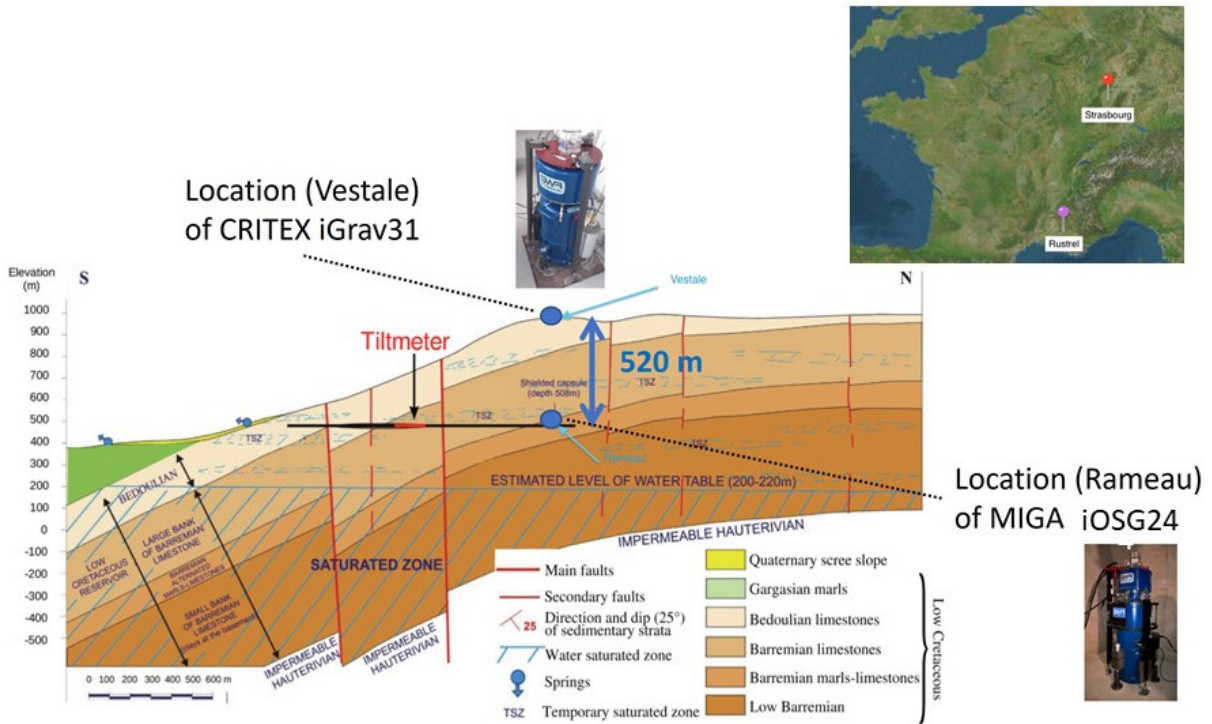 Strasbourg
Rustrel
Location (Vestale)
of CRITEX iGrav31
GWR
Elevation
(m)
S
N
Vestale
1000
900
800
700
600
500
400
300
200
100
0
-100
-200
-300
-400
-500
Tiltmeter
520 m
Shielded capsule
(depth 508m)
TSZ
TSZ
TSZ
TSZ
Rameau
Location (Rameau)
of MIGA iOSG24
BEDOULIAN
ESTIMATED LEVEL OF WATER TABLE (200-220m)
LOW
CRETACEOUS
RESERVOIR
LARGE BANK
OF BARREMIAN
LIMESTONE
BARREMIAN
ALTERNATED
MARLS-LIMESTONES
SMALL BANK
OF BARREMIAN
LIMESTONE
(clays at the basement)
SATURATED ZONE
IMPERMEABLE HAUTERIVIAN
IMPERMEABLE
HAUTERIVIAN
IMPERMEABLE
HAUTERIVIAN
0 100 200 300 400 500 600 m
Main faults
Secondary faults
25
Direction and dip (25°)
of sedimentary strata
Water saturated zone
Springs
TSZ Temporary saturated zone
Quaternary scree slope
Gargasian marls
Bedoulian limestones
Barremian limestones
Barremian marls-limestones
Low Barremian
Low Cretaceous